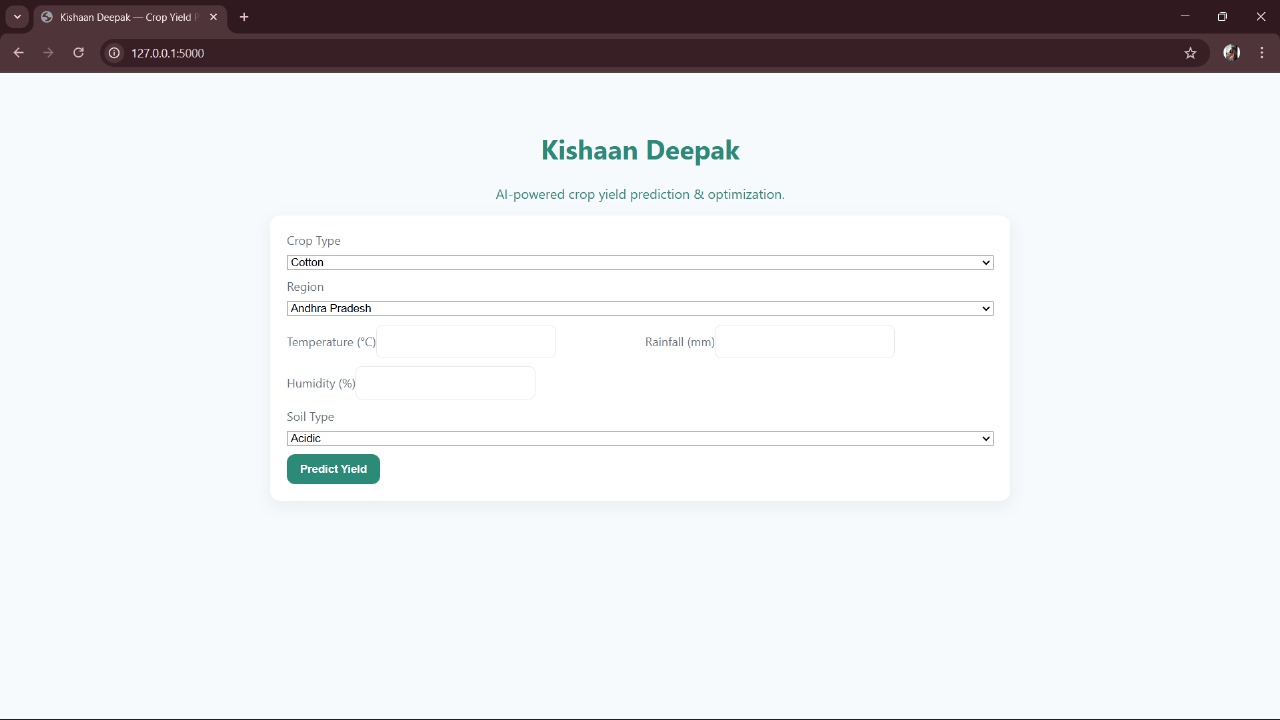 Kishaan Deepak — Crop Yield
127.0.0.1:5000
Kishaan Deepak
AI-powered crop yield prediction & optimization.
Crop Type
Cotton
Region
Andhra Pradesh
Temperature (°C) Rainfall (mm)
Humidity (%)
Soil Type
Acidic
Predict Yield